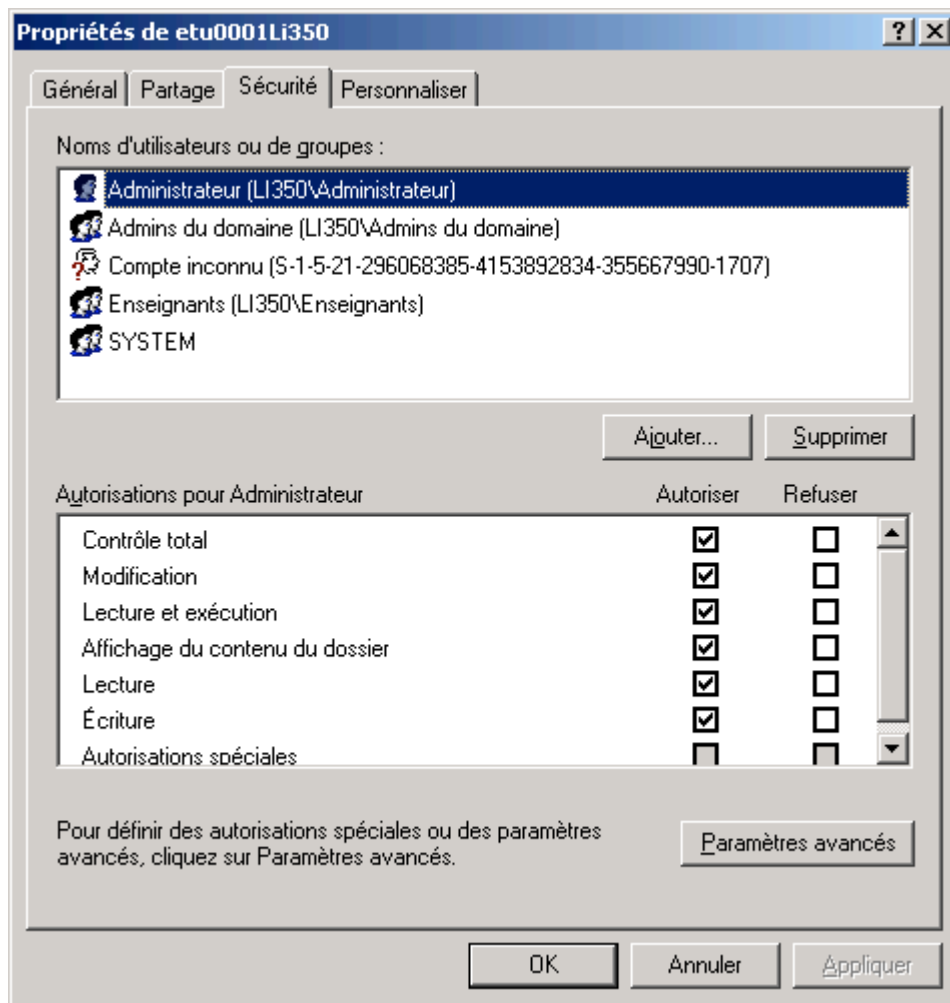 Propriétés de etu0001Li350
Général Partage Sécurité Personnaliser
Noms d'utilisateurs ou de groupes :
Administrateur (LI350\Administrateur)
Admins du domaine (LI350\Admins du domaine)
Compte inconnu (S-1-5-21-296068385-4153892834-355667990-1707)
Enseignants (LI350\Enseignants)
SYSTEM
Ajouter... Supprimer
Autorisations pour Administrateur Autoriser Refuser
Contrôle total
Modification
Lecture et exécution
Affichage du contenu du dossier
Lecture
Écriture
Autorisations spéciales
Pour définir des autorisations spéciales ou des paramètres
avancés, cliquez sur Paramètres avancés.
Paramètres avancés
OK Annuler Appliquer